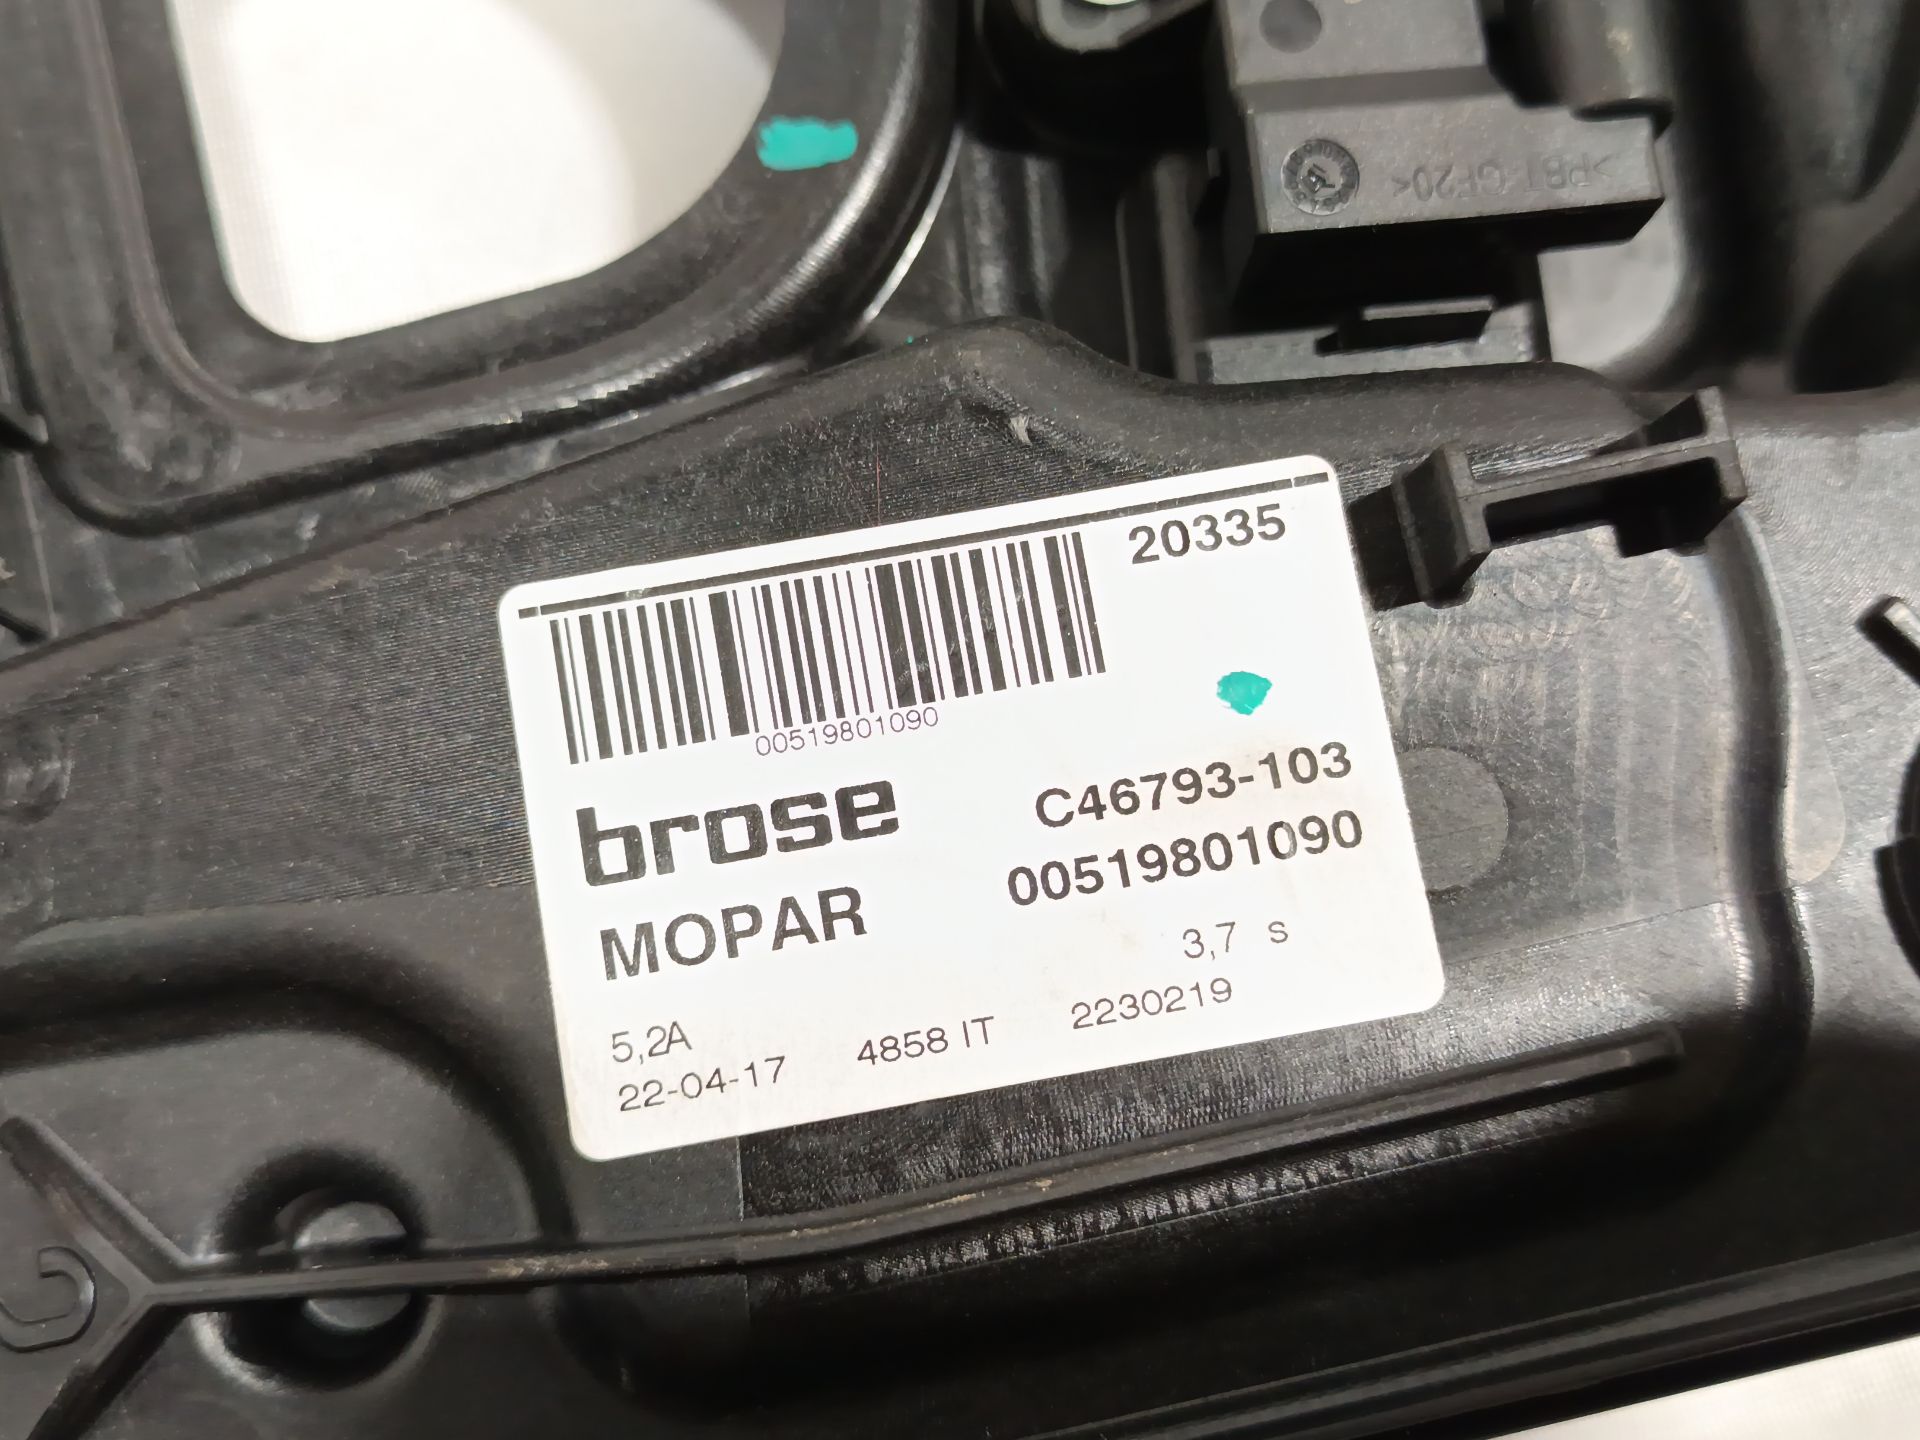 >PBT-GF20<
20335
00519801090
brose
C46793-103
MOPAR
00519801090
5,2A
3,7 s
22-04-17
4858 IT
2230219